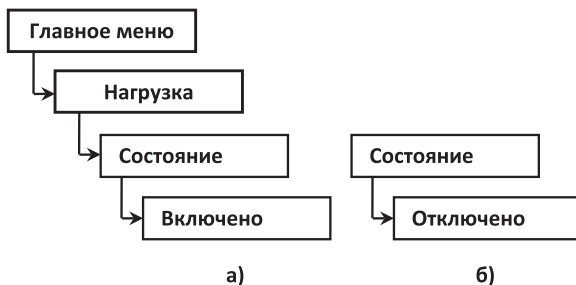 Главное меню
Нагрузка
Состояние
Включено
Состояние
Отключено
а)
б)